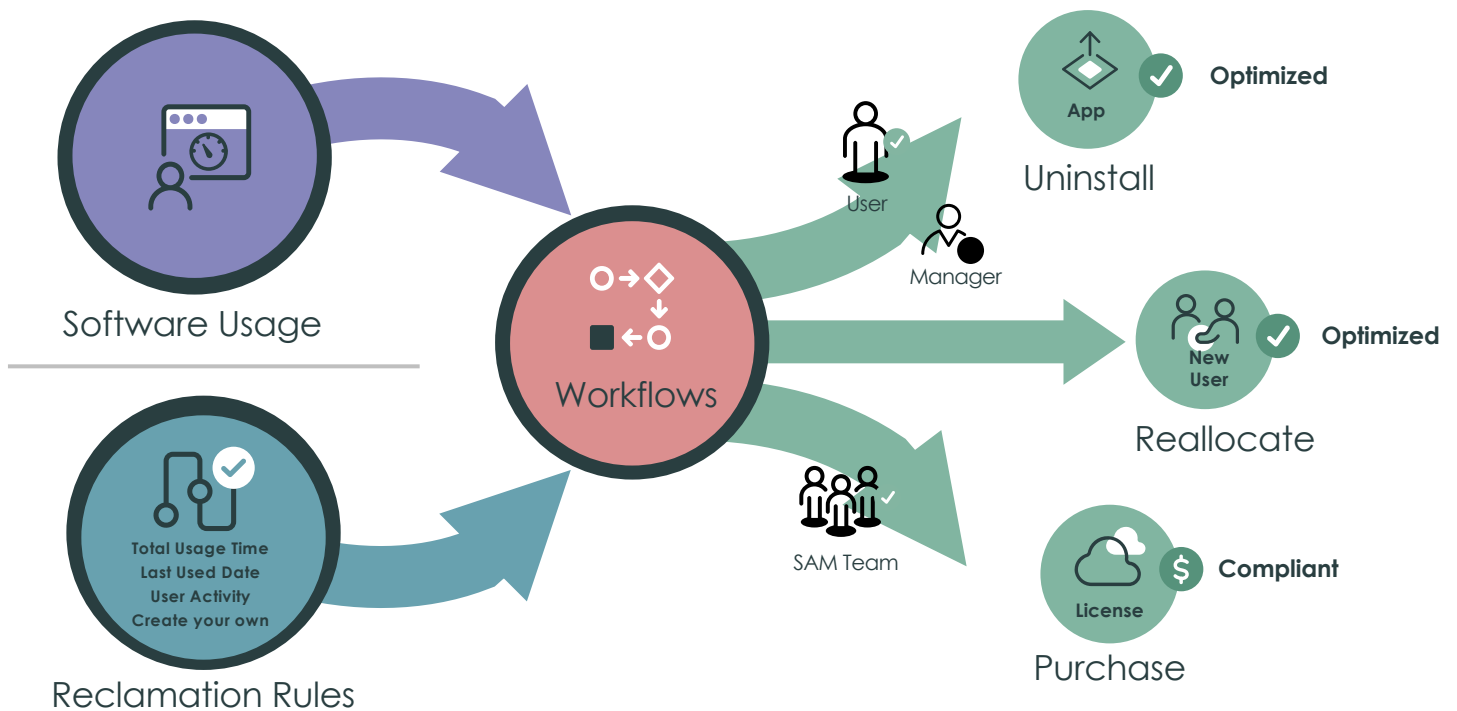 Software Usage
Total Usage Time
Last Used Date
User Activity
Create your own
Reclamation Rules
Workflows
User
Manager
SAM Team
App
Optimized
Uninstall
New
User
Optimized
Reallocate
License
$
Compliant
Purchase